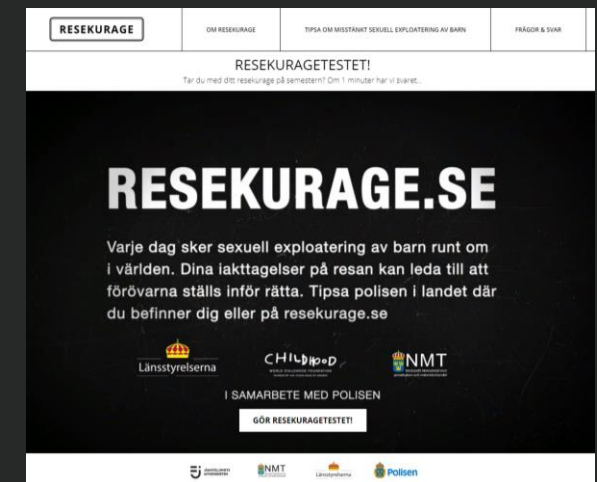 RESEKURAGE
OM RESEKURAGE
TIPSA OM MISSTÄNKT SEXUELL EXPLOATERING AV BARN
FRÅGOR & SVAR
RESEKURAGETESTET!
Tar du med ditt resekurage på semestern? Om 1 minuter har vi svaret...
RESEKURAGE.SE
Varje dag sker sexuell exploatering av barn runt om
i världen. Dina iakttagelser på resan kan leda till att
förövarna ställs inför rätta. Tipsa polisen i landet där
du befinner dig eller på resekurage.se
Länsstyrelserna
CHILDHOOD
WORLD CHILDHOOD FOUNDATION
NMT
I SAMARBETE MED POLISEN
GÖR RESEKURAGETESTET!
NMT
Länsstyrelserna
Polisen